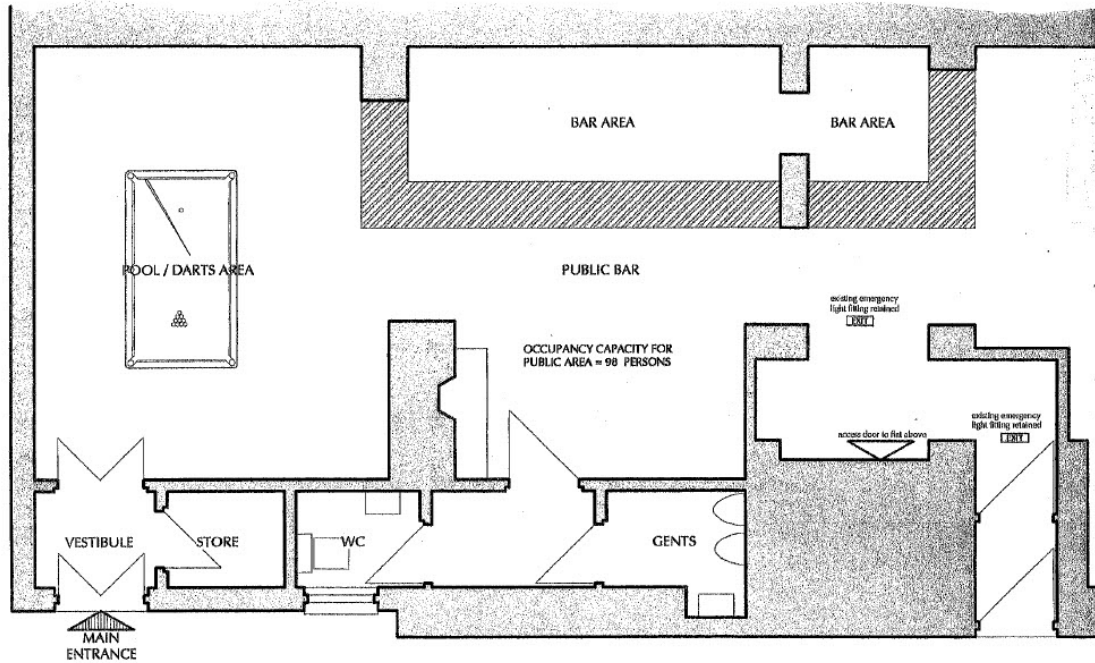 BAR AREA
BAR AREA
POOL / DARTS AREA
PUBLIC BAR
existing emergency
light fitting retained
EXIT
OCCUPANCY CAPACITY FOR
PUBLIC AREA = 98 PERSONS
existing emergency
light fitting retained
EXIT
access door to flat above
VESTIBULE
STORE
WC
GENTS
MAIN
ENTRANCE